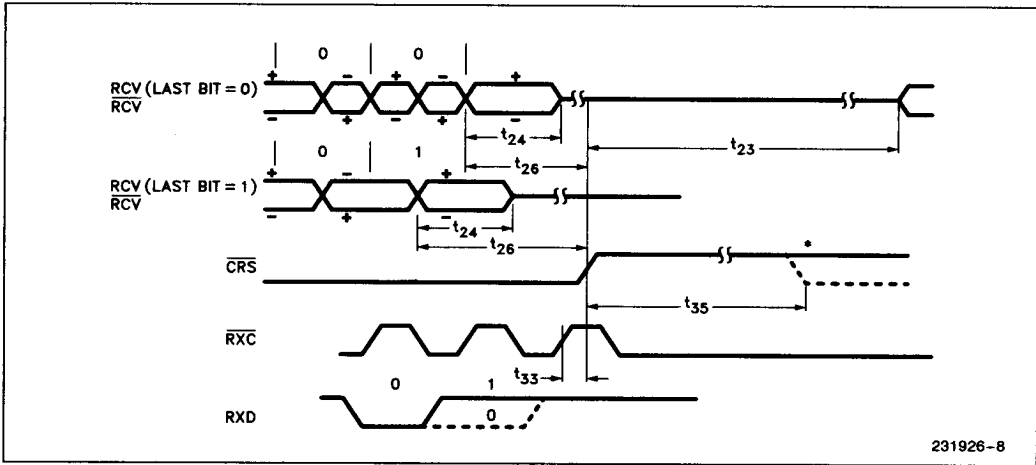 0 0
+ - + - +
RCV (LAST BIT = 0)
RCV
- + - + -
t24
t23
t26
0 1
+ - +
RCV (LAST BIT = 1)
RCV
- + -
t24
t26
CRS
*
t35
RXC
t33
0 1
RXD
0
231926-8